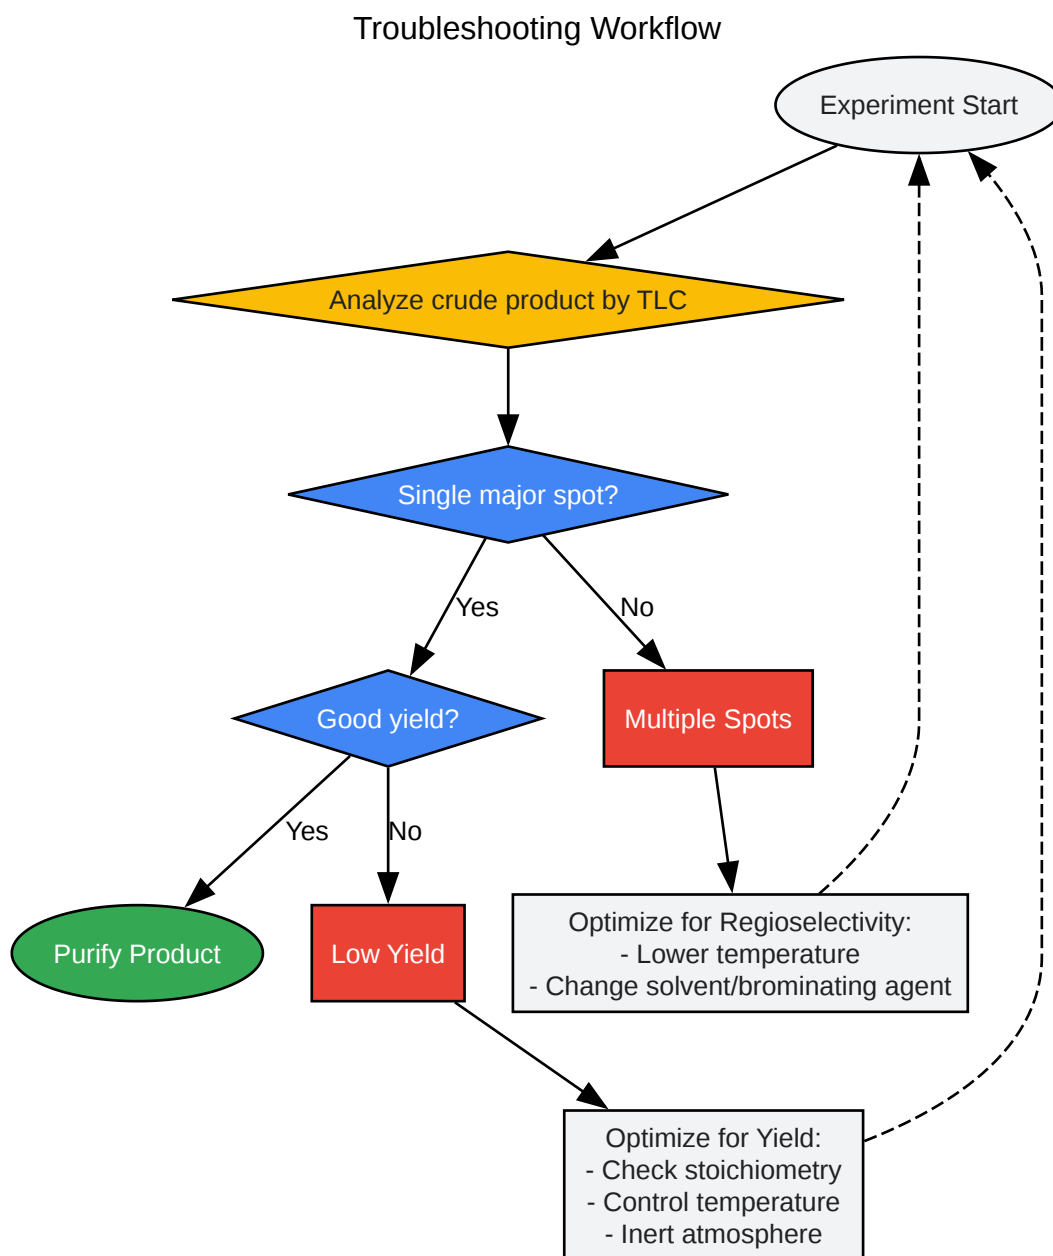 Troubleshooting Workflow
Experiment Start
Analyze crude product by TLC
Single major spot?
Yes
No
Good yield?
Multiple Spots
Yes
No
Purify Product
Low Yield
Optimize for Regioselectivity:
- Lower temperature
- Change solvent/brominating agent
Optimize for Yield:
- Check stoichiometry
- Control temperature
- Inert atmosphere